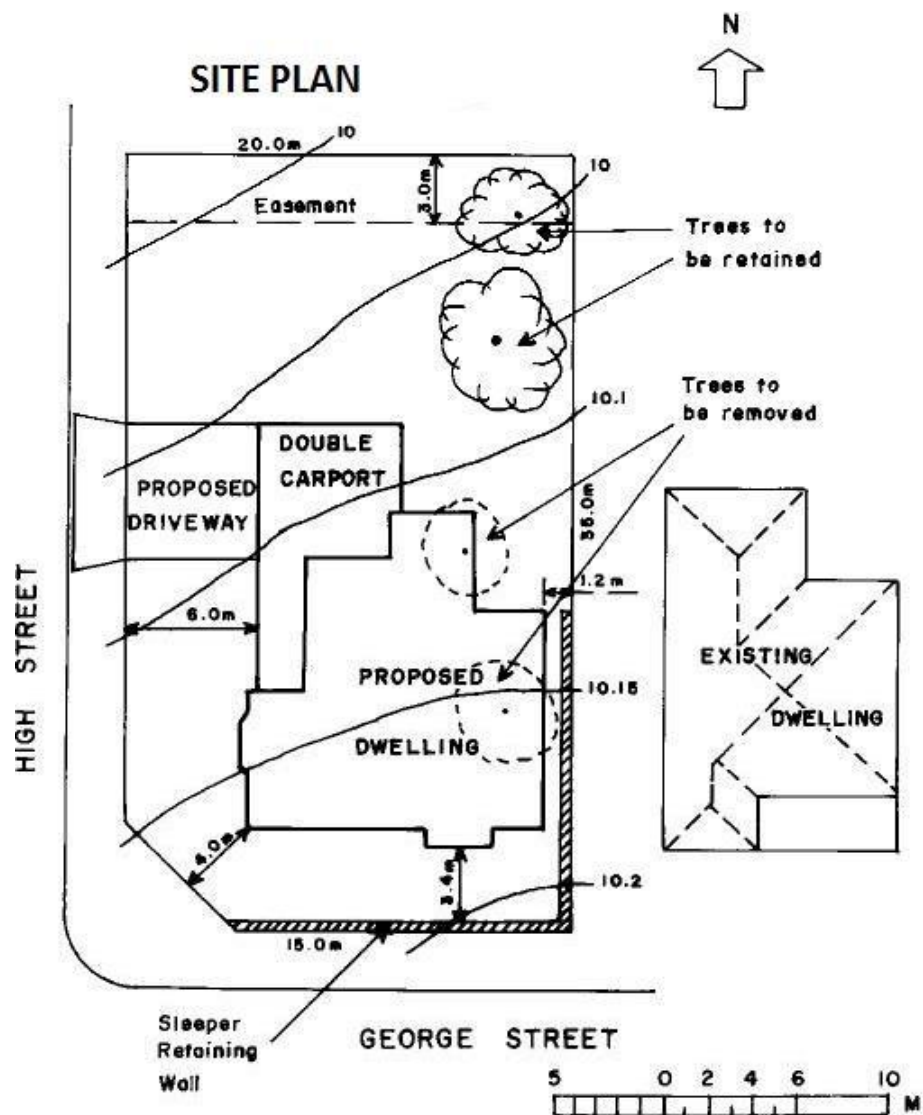 N
SITE PLAN
10
20.0m
10
3.0m
Easement
Trees to
be retained
Trees to
be removed
10.1
DOUBLE
CARPORT
PROPOSED
DRIVEWAY
35.0m
1.2 m
6.0m
HIGH STREET
EXISTING
DWELLING
PROPOSED
DWELLING
10.15
4.0m
3.4m
10.2
15.0m
Sleeper
Retaining
Wall
GEORGE STREET
5 0 2 4 6 10
M